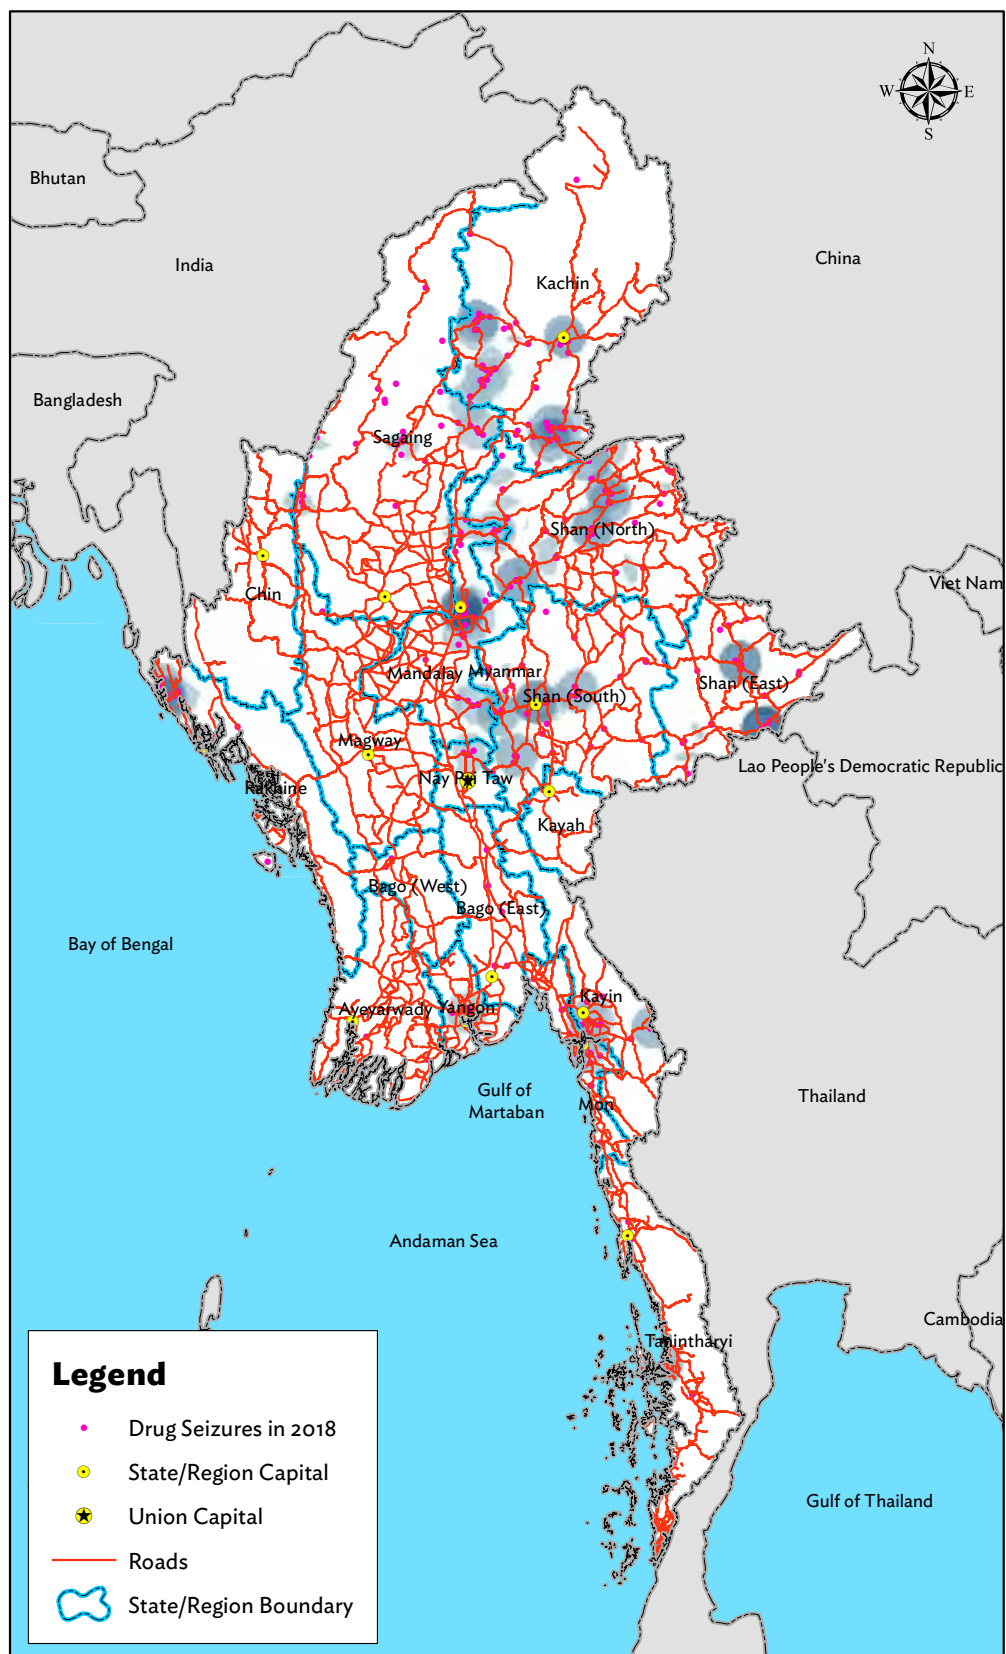 N
W
E
S
Bhutan
India
China
Kachin
Bangladesh
Sagaing
Shan (North)
Viet Nam
Chin
Mandalay
Myanmar
Shan (East)
Shan (South)
Magway
Lao People's Democratic Republic
Nay Pyi Taw
Rakhine
Kayah
Bago (West)
Bago (East)
Bay of Bengal
Kayin
Ayeyarwady
Yangon
Gulf of
Martaban
Mon
Thailand
Andaman Sea
Cambodia
Tanintharyi
Gulf of Thailand
Legend
Drug Seizures in 2018
State/Region Capital
Union Capital
Roads
State/Region Boundary